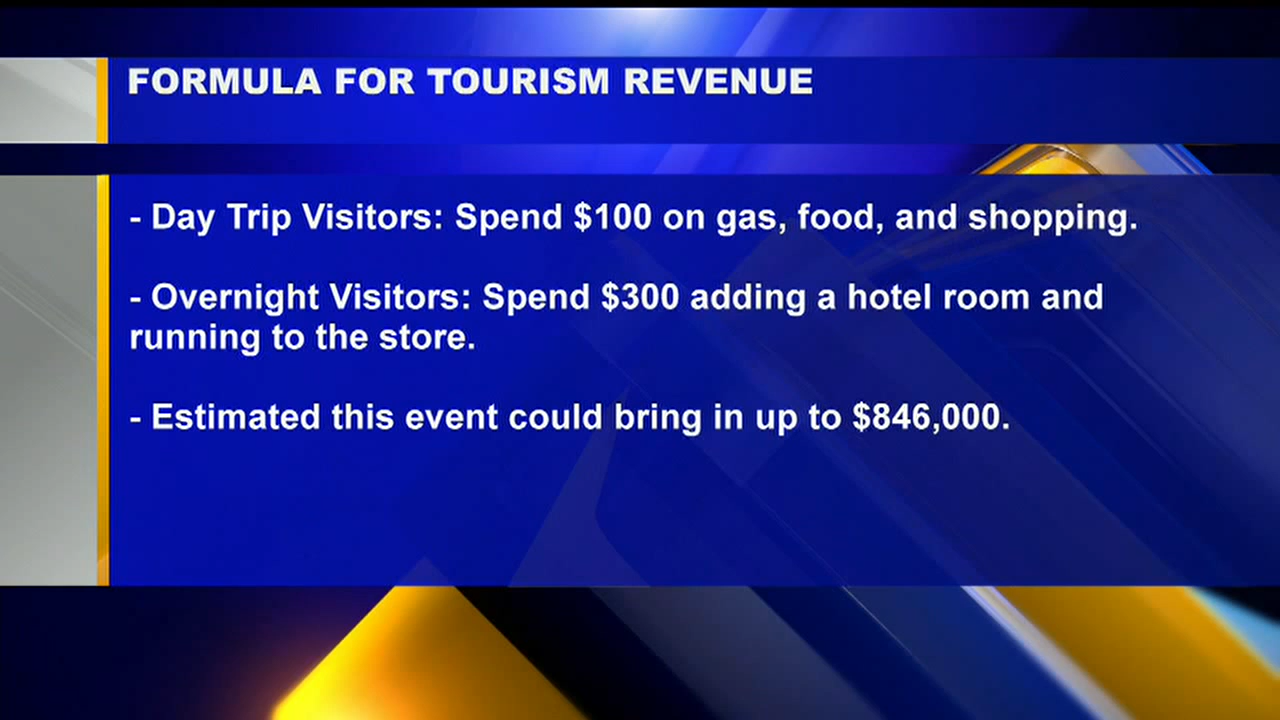 FORMULA FOR TOURISM REVENUE
- Day Trip Visitors: Spend $100 on gas, food, and shopping.
- Overnight Visitors: Spend $300 adding a hotel room and
running to the store.
- Estimated this event could bring in up to $846,000.